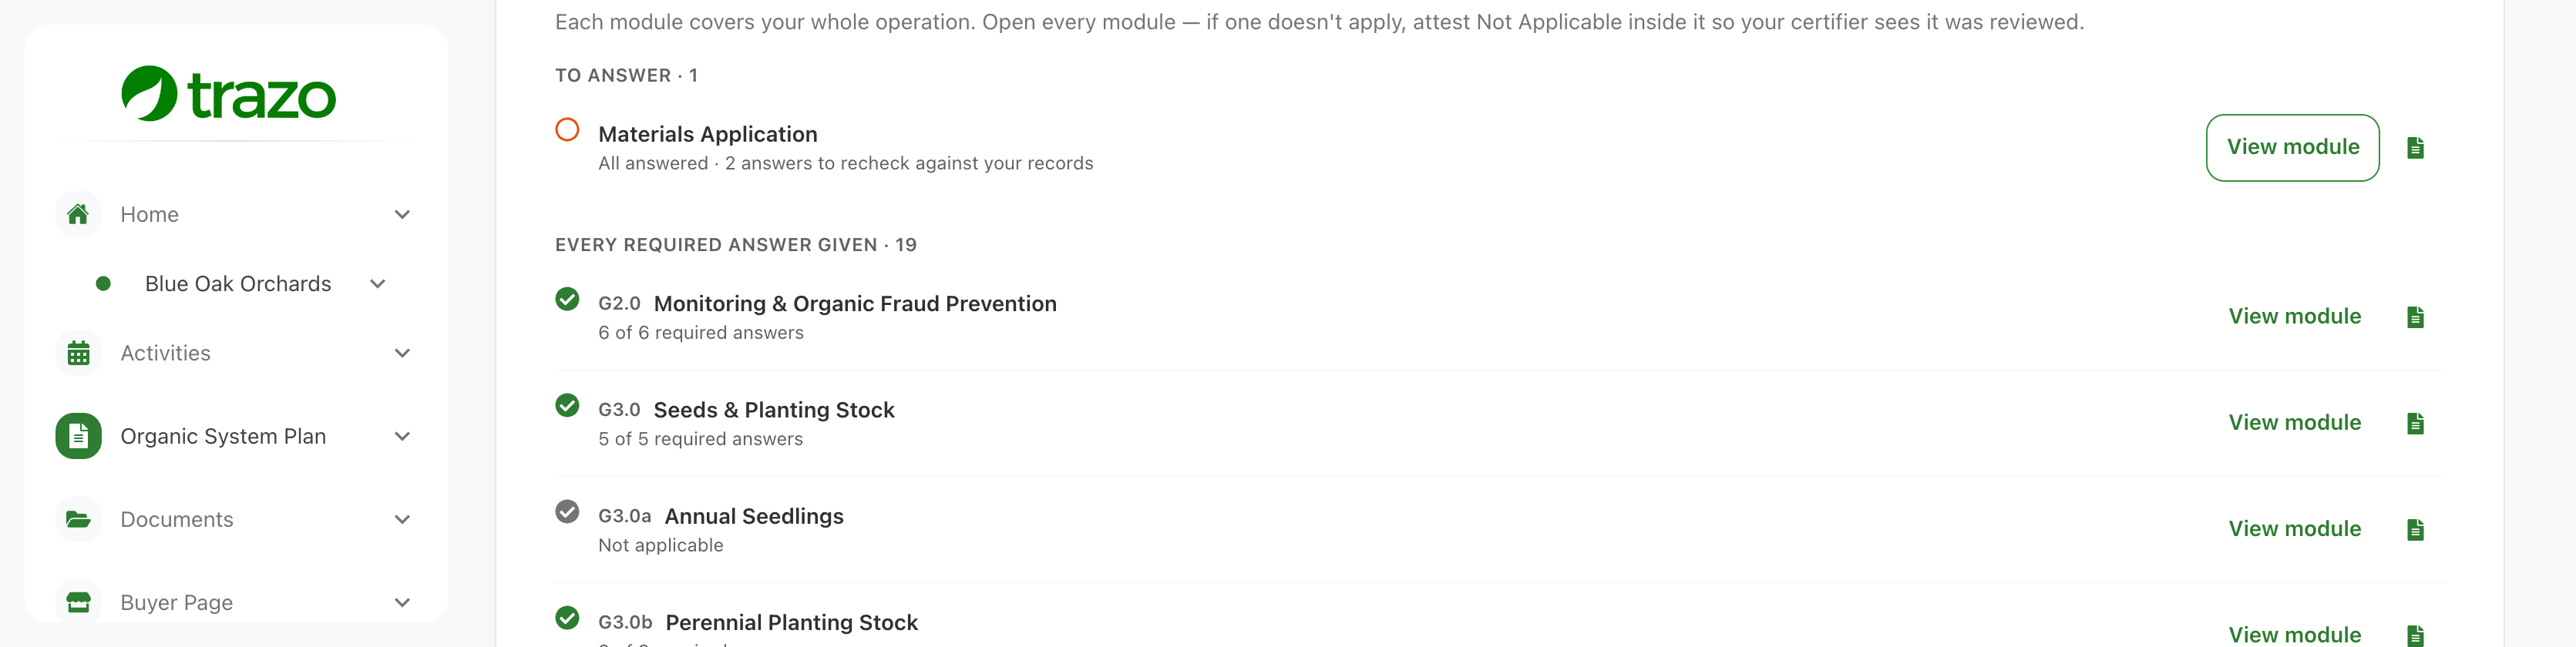 trazo
Home
Blue Oak Orchards
Activities
Organic System Plan
Documents
Buyer Page
Each module covers your whole operation. Open every module — if one doesn't apply, attest Not Applicable inside it so your certifier sees it was reviewed.
TO ANSWER · 1
Materials Application
All answered · 2 answers to recheck against your records
View module
EVERY REQUIRED ANSWER GIVEN · 19
G2.0 Monitoring & Organic Fraud Prevention
6 of 6 required answers
View module
G3.0 Seeds & Planting Stock
5 of 5 required answers
View module
G3.0a Annual Seedlings
Not applicable
View module
G3.0b Perennial Planting Stock
View module